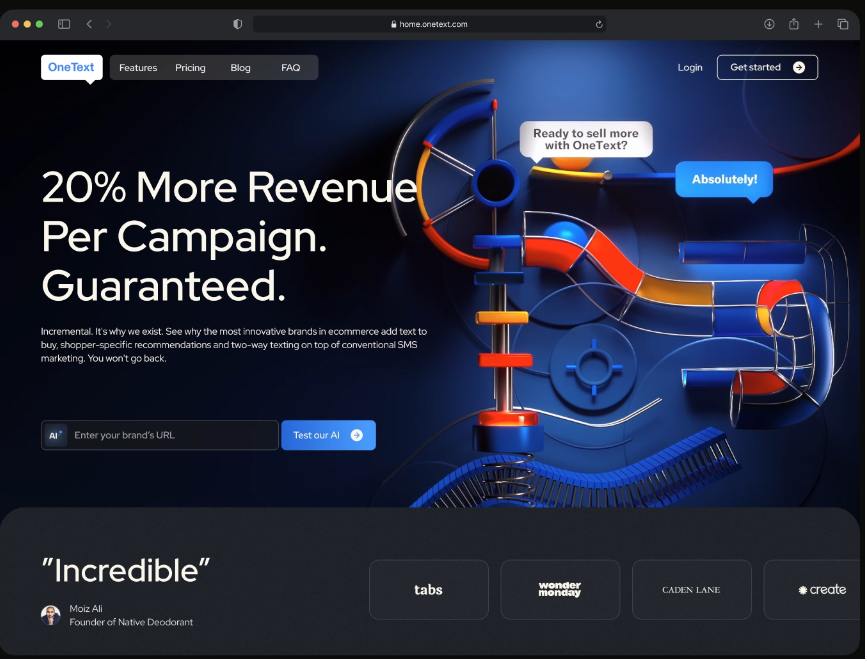 home.onetext.com
OneText
Features Pricing Blog FAQ
Login
Get started
Ready to sell more
with OneText?
Absolutely!
20% More Revenue
Per Campaign.
Guaranteed.
Incremental. It's why we exist. See why the most innovative brands in ecommerce add text to
buy, shopper-specific recommendations and two-way texting on top of conventional SMS
marketing. You won't go back.
AI
Enter your brand's URL
Test our AI
"Incredible"
Moiz Ali
Founder of Native Deodorant
tabs
wonder
monday
CADEN LANE
create